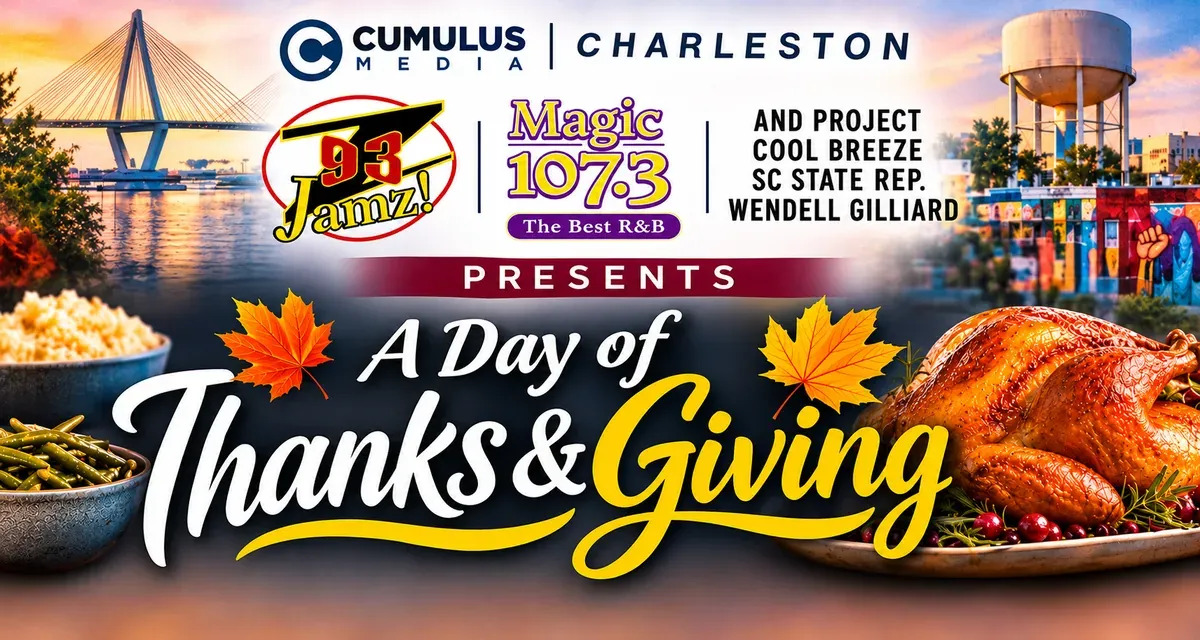 CUMULUS MEDIA | CHARLESTON
93 Jamz!
Magic 107.3
The Best R&B
AND PROJECT
COOL BREEZE
SC STATE REP.
WENDELL GILLIARD
PRESENTS
A Day of
Thanks & Giving